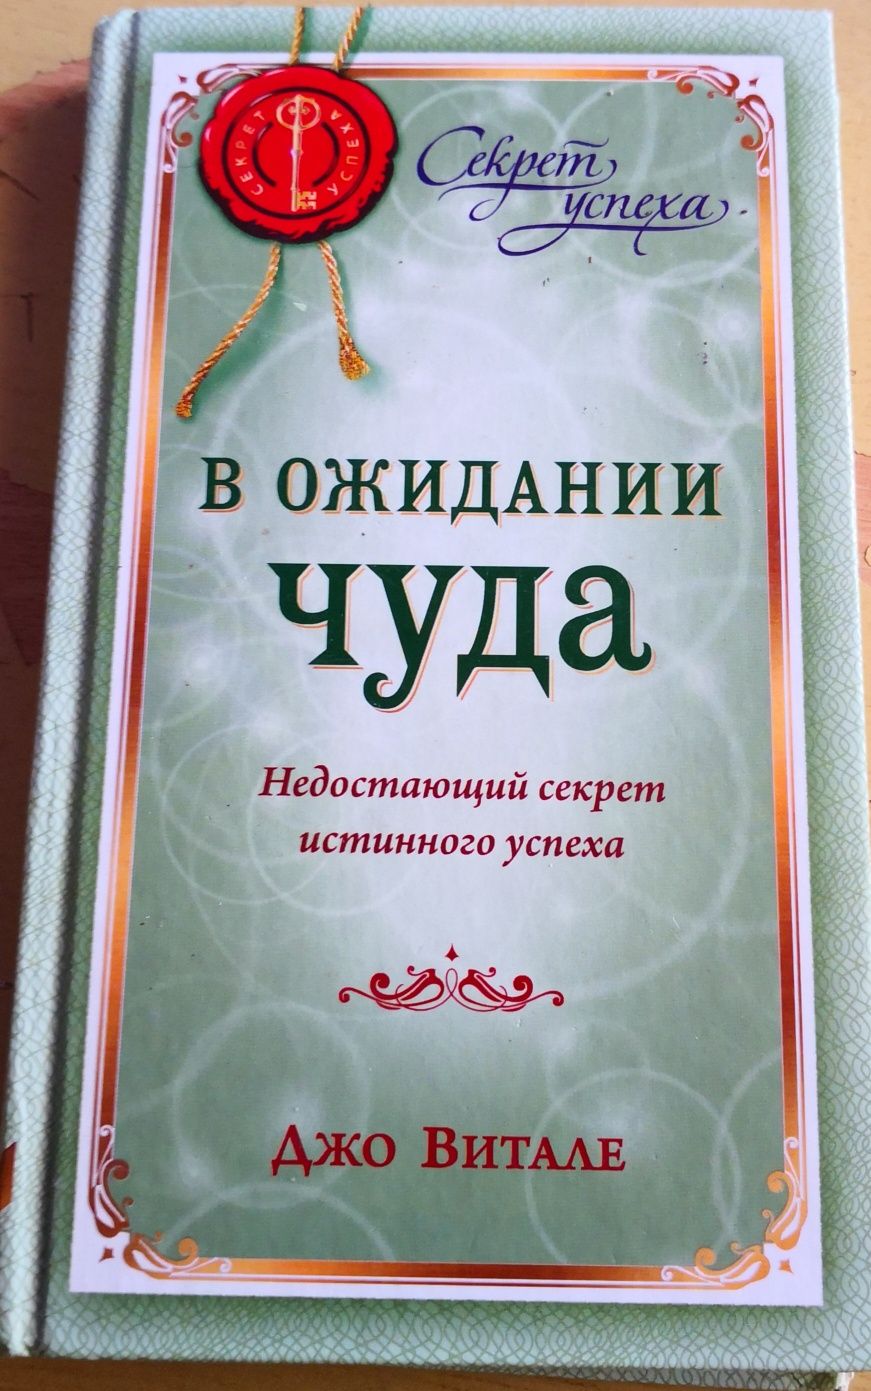 СЕКРЕТ УСПЕХА
Секрет
успеха
В ОЖИДАНИИ
ЧУДА
Недостающий секрет
истинного успеха
ДЖО ВИТАЛЕ